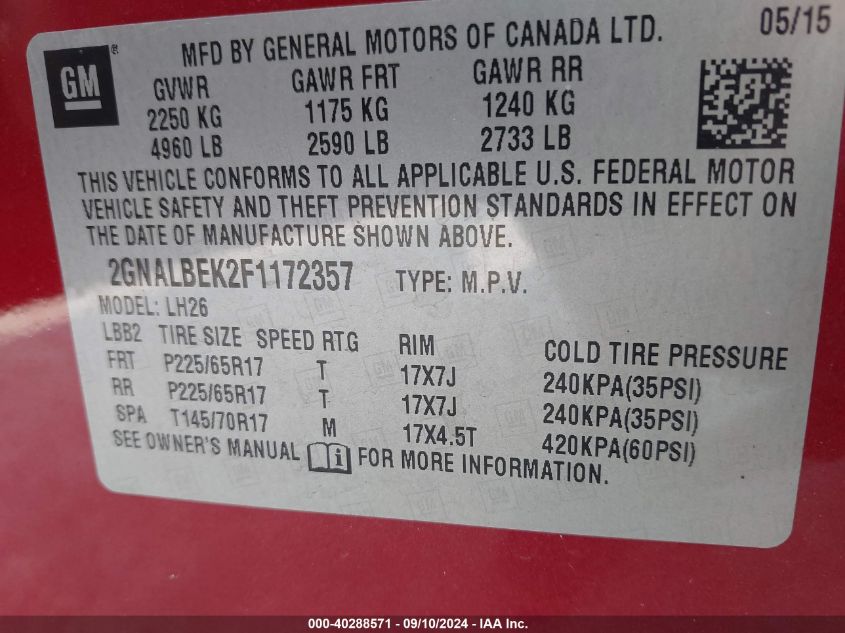 GM
®
MFD BY GENERAL MOTORS OF CANADA LTD.
05/15
GVWR GAWR FRT GAWR RR
2250 KG 1175 KG 1240 KG
4960 LB 2590 LB 2733 LB
THIS VEHICLE CONFORMS TO ALL APPLICABLE U.S. FEDERAL MOTOR
VEHICLE SAFETY AND THEFT PREVENTION STANDARDS IN EFFECT ON
THE DATE OF MANUFACTURE SHOWN ABOVE.
2GNALBEK2F1172357 TYPE: M.P.V.
MODEL: LH26
LBB2 TIRE SIZE SPEED RTG RIM COLD TIRE PRESSURE
FRT P225/65R17 T 17X7J 240KPA(35PSI)
RR P225/65R17 T 17X7J 240KPA(35PSI)
SPA T145/70R17 M 17X4.5T 420KPA(60PSI)
SEE OWNER'S MANUAL i FOR MORE INFORMATION.
000-40288571 - 09/10/2024 - IAA Inc.